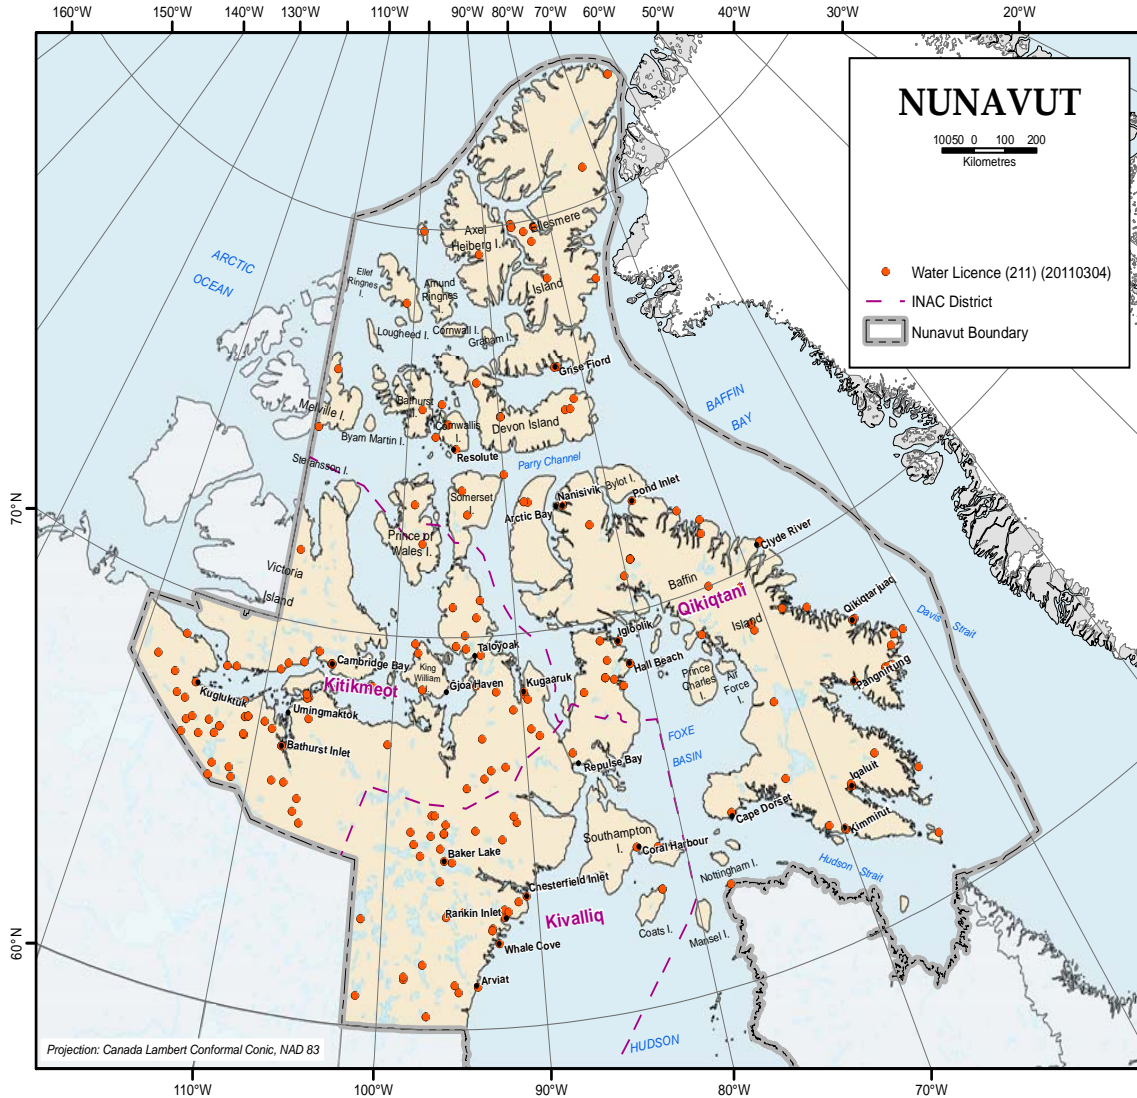 160°W 150°W 140°W 130°W 120°W 110°W 100°W 90°W 80°W 70°W 60°W 50°W 40°W 30°W 20°W
NUNAVUT
10050 0 100 200
Kilometres
Water Licence (211) (20110304)
INAC District
Nunavut Boundary
ARCTIC
OCEAN
Axel
Heiberg I.
Ellesmere
Island
Ellef
Ringnes
I.
Amund
Ringnes
I.
Lougheed I.
Cornwall I.
Graham I.
Grise Fiord
BAFFIN
BAY
Melville I.
Bathurst
I.
Byam Martin I.
Cornwallis
I.
Devon Island
Resolute
Parry Channel
Stefansson I.
Somerset
I.
Prince of
Wales I.
Arctic Bay
Nanisivik
Bylot I.
Pond Inlet
Clyde River
70°N
Victoria
Island
Baffin
Island
Qikiqtani
Qikiqtarjuaq
Davis Strait
Igloolik
Hall Beach
Prince
Charles
I.
Air
Force
I.
Pangnirtung
Cambridge Bay
King
William
Taloyoak
Gjoa Haven
Kugaaruk
Kitikmeot
Kugluktuk
Umingmaktok
Bathurst Inlet
FOXE
BASIN
Repulse Bay
Iqaluit
Cape Dorset
Kimmirut
Southampton
I.
Coral Harbour
Nottingham I.
Hudson Strait
Baker Lake
Chesterfield Inlet
Rankin Inlet
Kivalliq
Coats I.
Mansel I.
Whale Cove
Arviat
60°N
HUDSON
Projection: Canada Lambert Conformal Conic, NAD 83
110°W 100°W 90°W 80°W 70°W